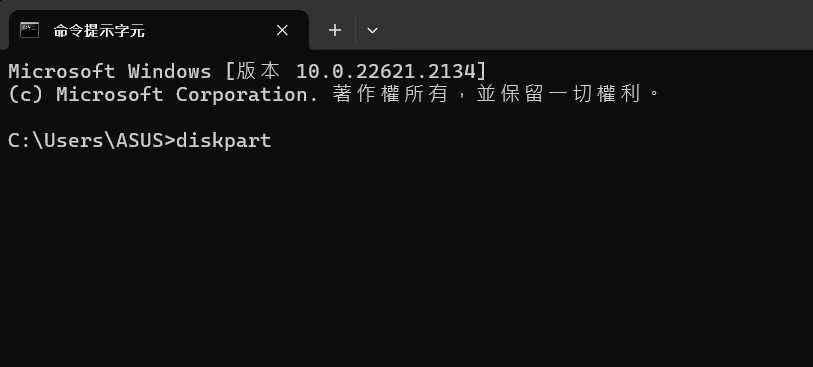 命令提示字元
Microsoft Windows [版本 10.0.22621.2134]
(c) Microsoft Corporation. 著作權所有，並保留一切權利。
C:\Users\ASUS>diskpart